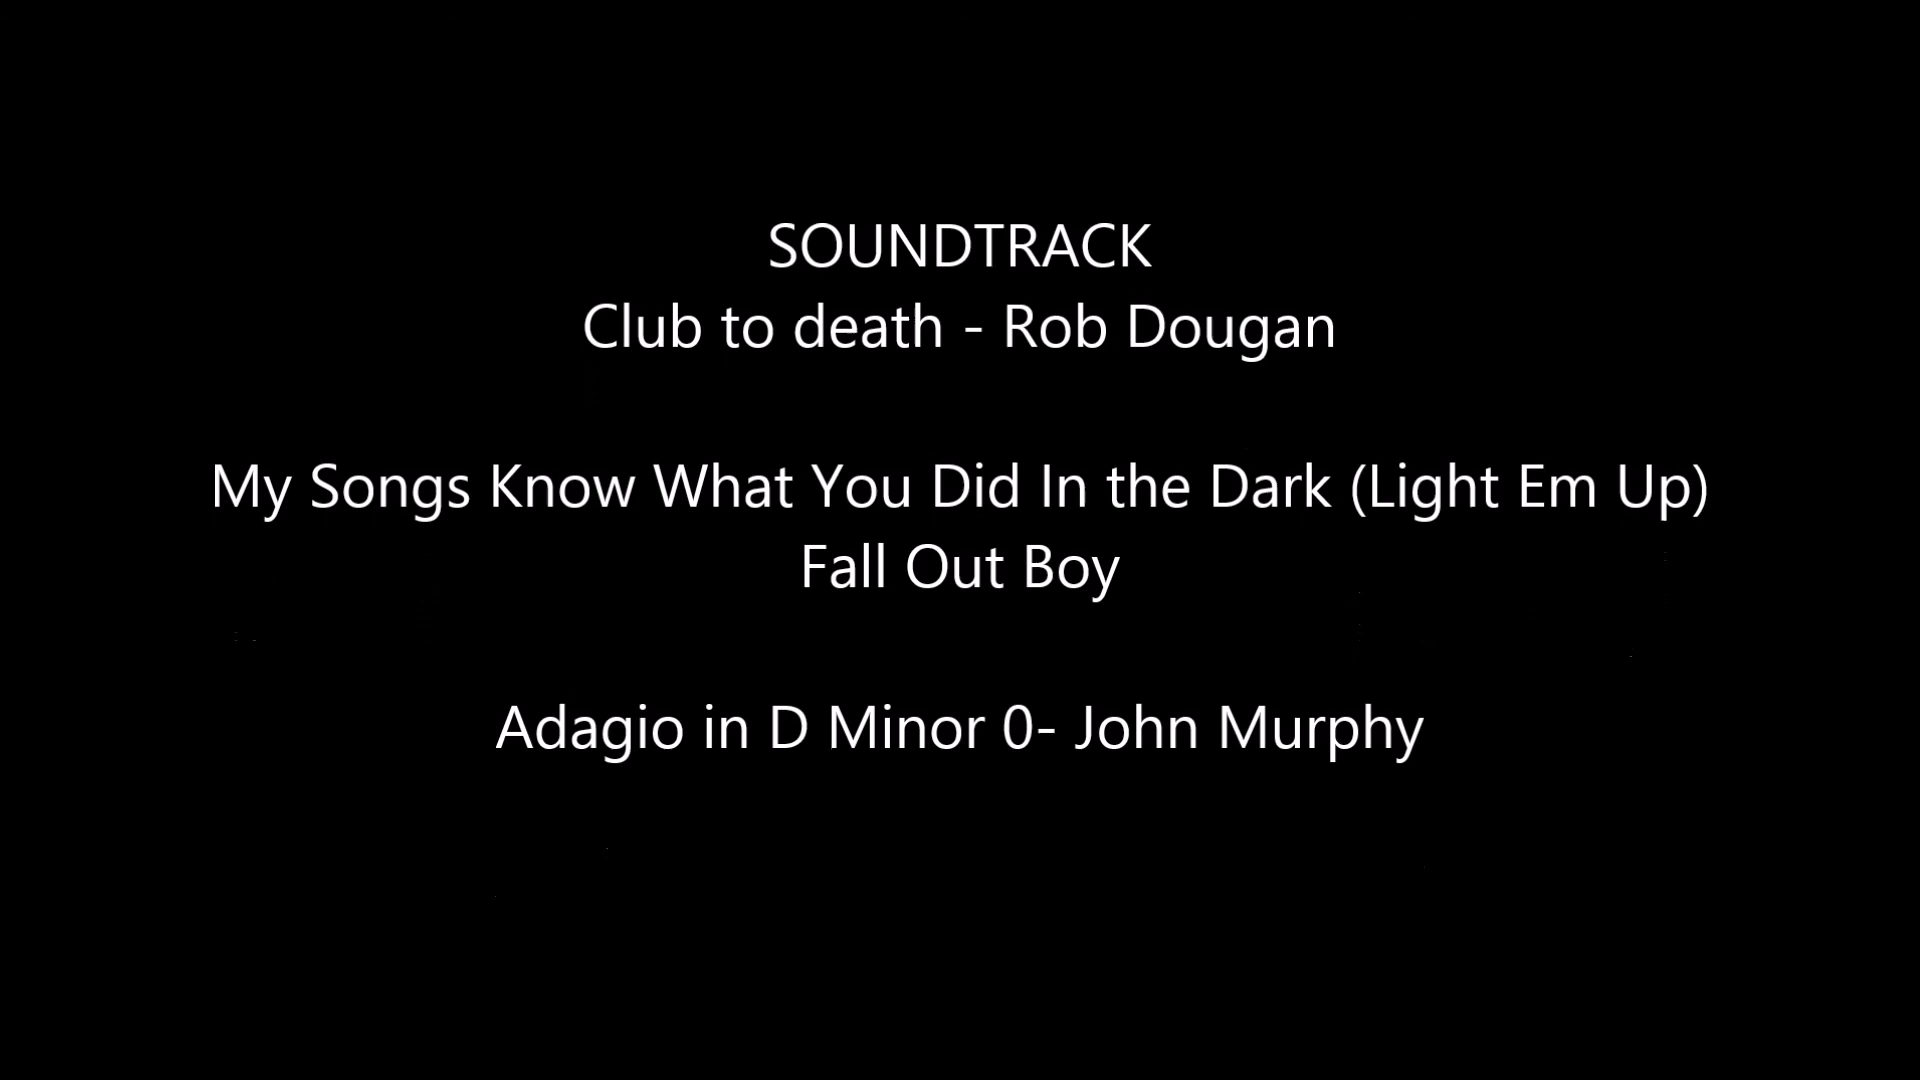 SOUNDTRACK
Club to death - Rob Dougan
My Songs Know What You Did In the Dark (Light Em Up)
Fall Out Boy
Adagio in D Minor 0- John Murphy